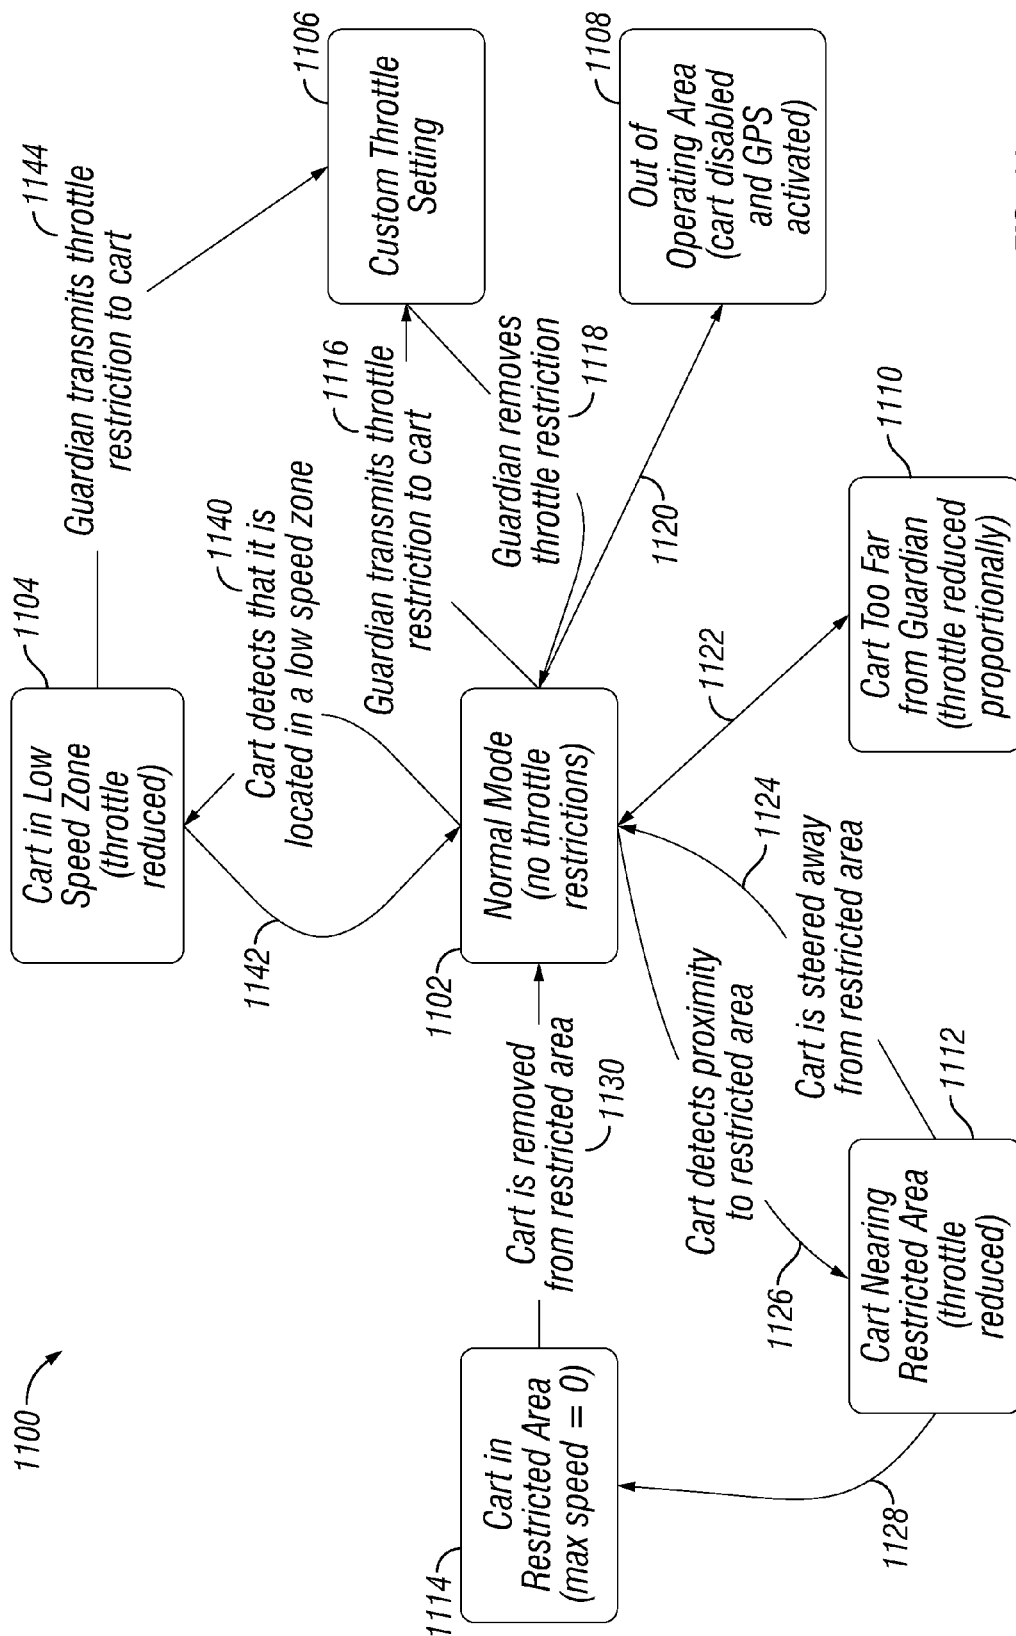 1100
1104
Cart in Low
Speed Zone
(throttle
reduced)
Guardian transmits throttle
restriction to cart
1144
1142
Cart detects that it is
located in a low speed zone
1140
1114
Cart in
Restricted Area
(max speed = 0)
Cart is removed
from restricted area
1130
1102
Normal Mode
(no throttle
restrictions)
Guardian transmits throttle
restriction to cart
1116
1106
Custom Throttle
Setting
Guardian removes
throttle restriction
1118
1120
1108
Out of
Operating Area
(cart disabled
and GPS
activated)
1122
1110
Cart Too Far
from Guardian
(throttle reduced
proportionally)
1124
Cart is steered away
from restricted area
Cart detects proximity
to restricted area
1126
1112
Cart Nearing
Restricted Area
(throttle
reduced)
1128